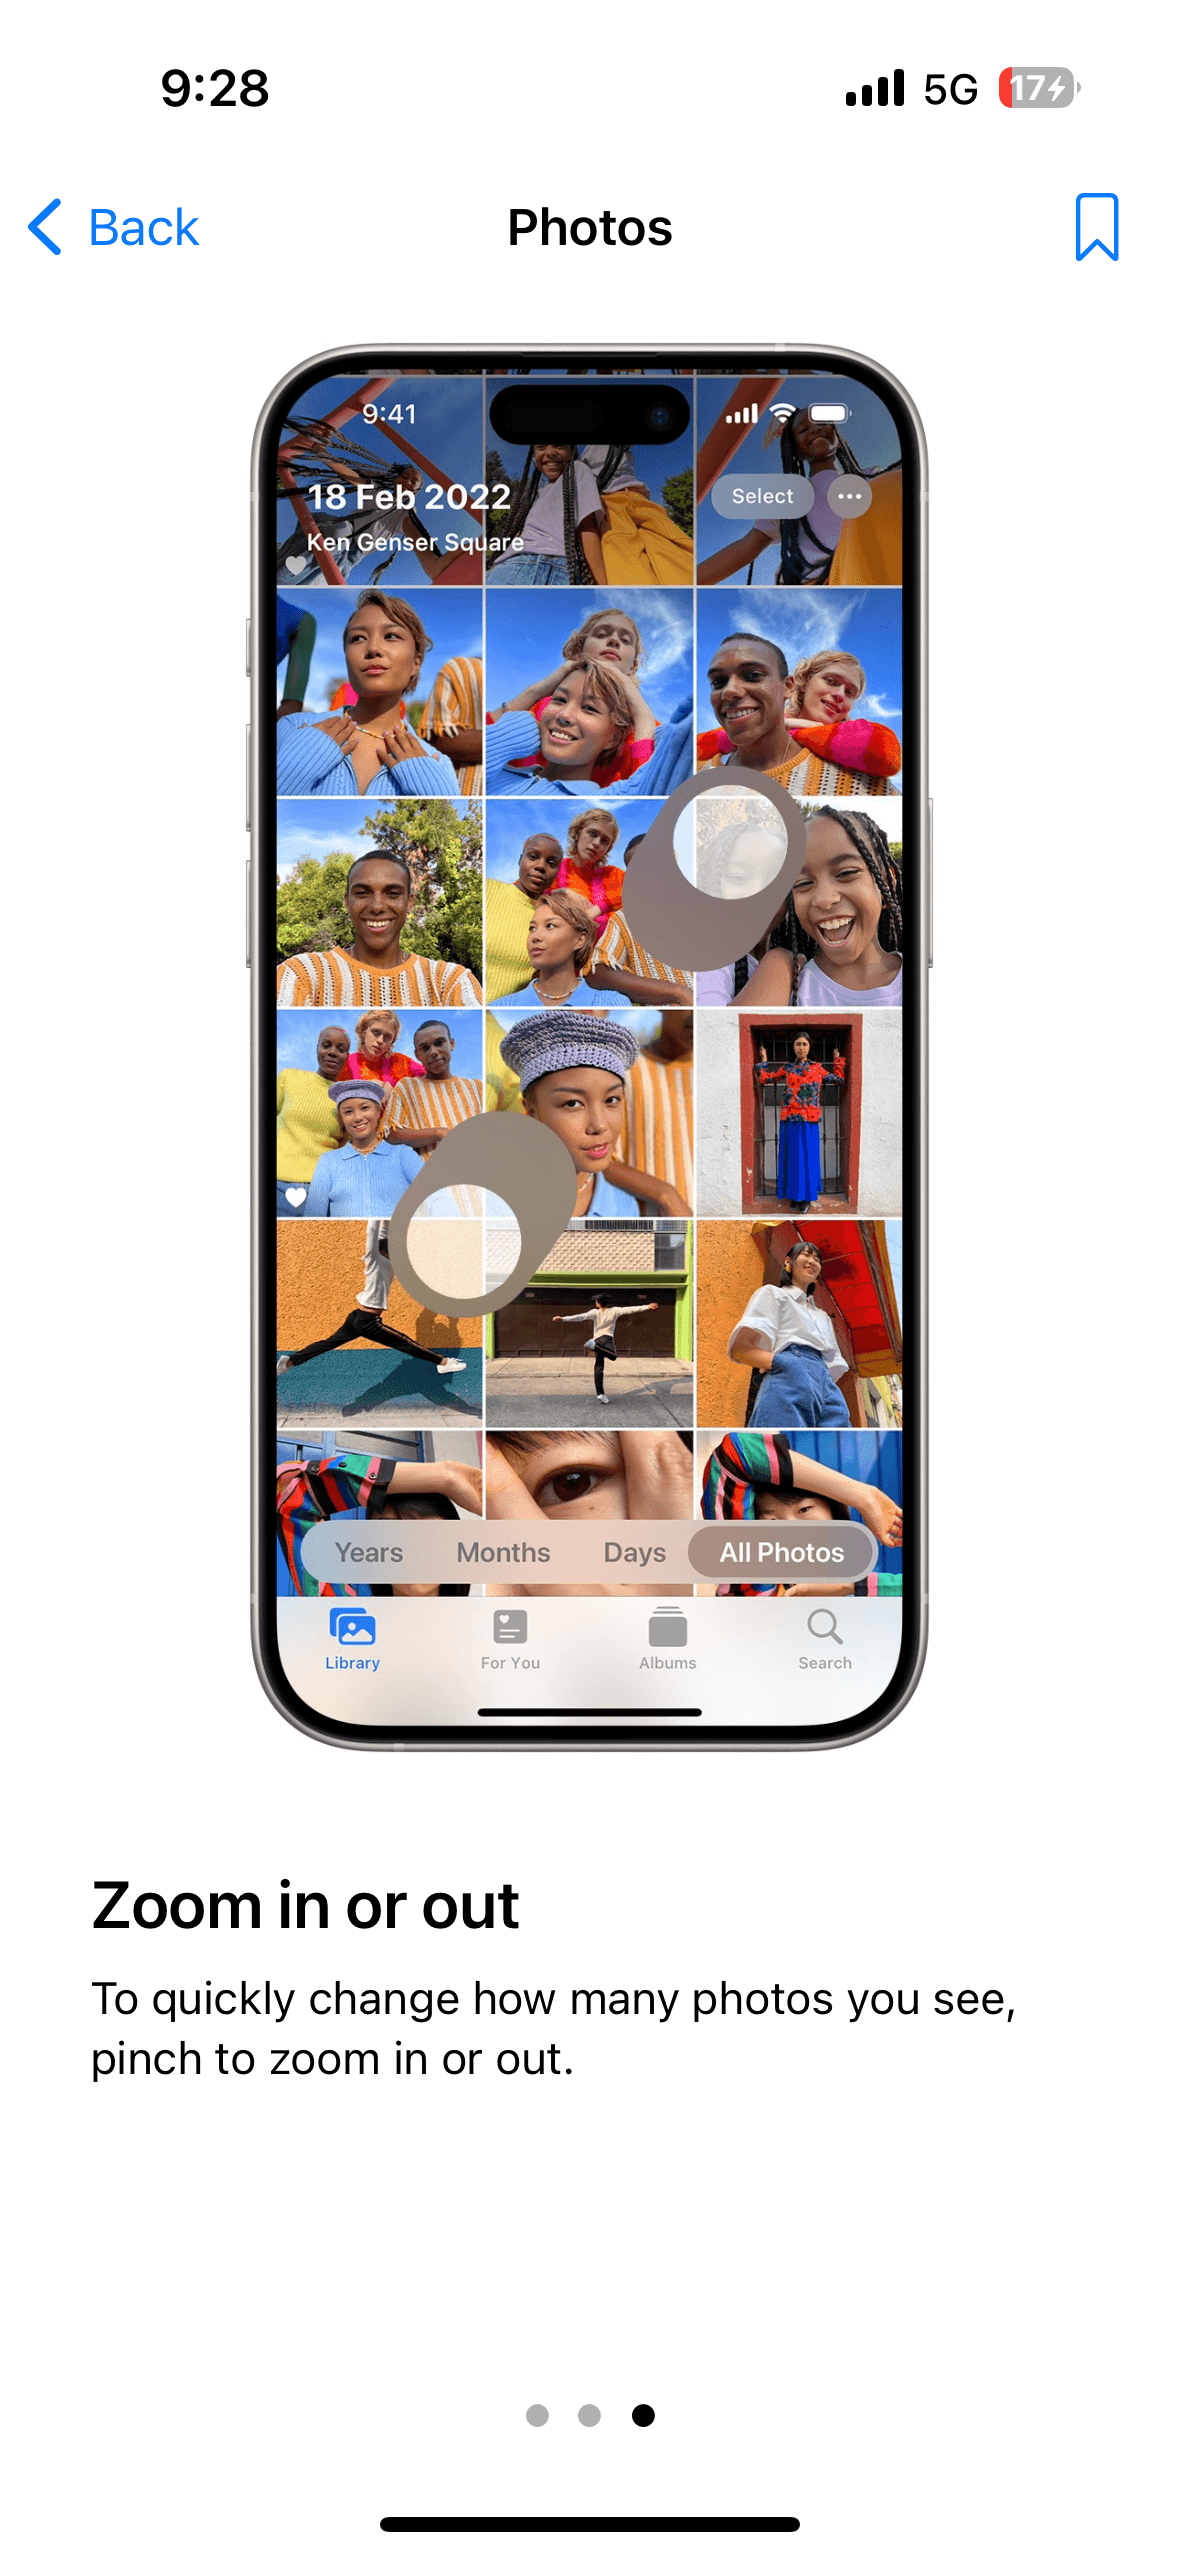 9:28
5G
17
Back
Photos
9:41
18 Feb 2022
Select
Ken Genser Square
Years Months Days All Photos
Library For You Albums Search
Zoom in or out
To quickly change how many photos you see,
pinch to zoom in or out.